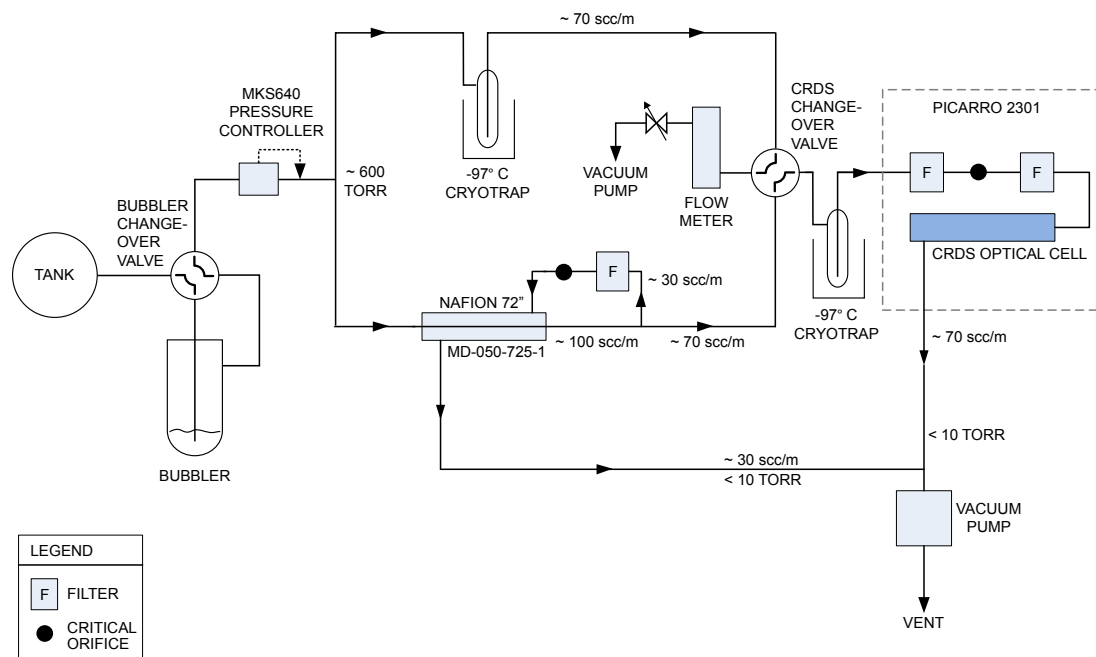 ~ 70 scc/m
MKS640
PRESSURE
CONTROLLER
CRDS
CHANGE-
OVER
VALVE
PICARRO 2301
~ 600
TORR
-97° C
CRYOTRAP
VACUUM
PUMP
FLOW
METER
F
F
BUBBLER
CHANGE-
OVER
VALVE
TANK
CRDS OPTICAL CELL
F
~ 30 scc/m
NAFION 72”
MD-050-725-1
~ 100 scc/m
~ 70 scc/m
-97° C
CRYOTRAP
~ 70 scc/m
< 10 TORR
BUBBLER
~ 30 scc/m
< 10 TORR
VACUUM
PUMP
VENT
LEGEND
F FILTER
CRITICAL
ORIFICE